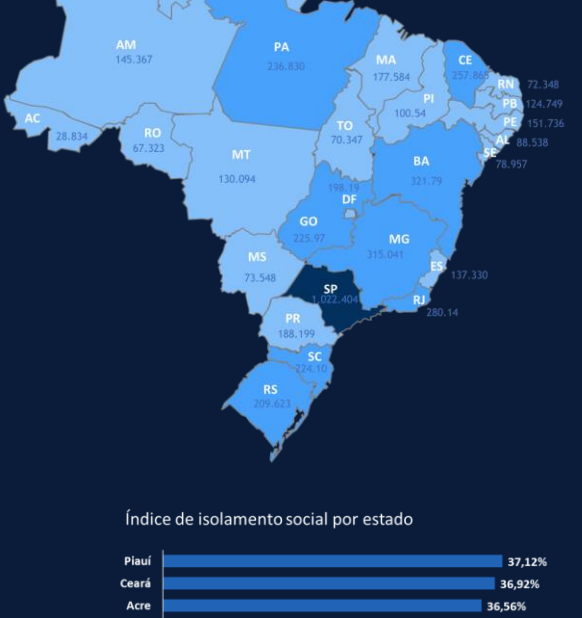 AM
145.367
PA
236.830
MA
177.584
CE
257.865
RN 72.348
PB 124.749
PE 151.736
AL 88.538
SE 78.957
PI
100.54
AC
28.834
RO
67.323
TO
70.347
MT
130.094
BA
321.79
198.19
DF
GO
225.97
MG
315.041
MS
73.548
ES 137.330
SP
1,022.404
RJ 280.14
PR
188.199
SC
224.10
RS
209.623
Índice de isolamento social por estado
Piauí 37,12%
Ceará 36,92%
Acre 36,56%